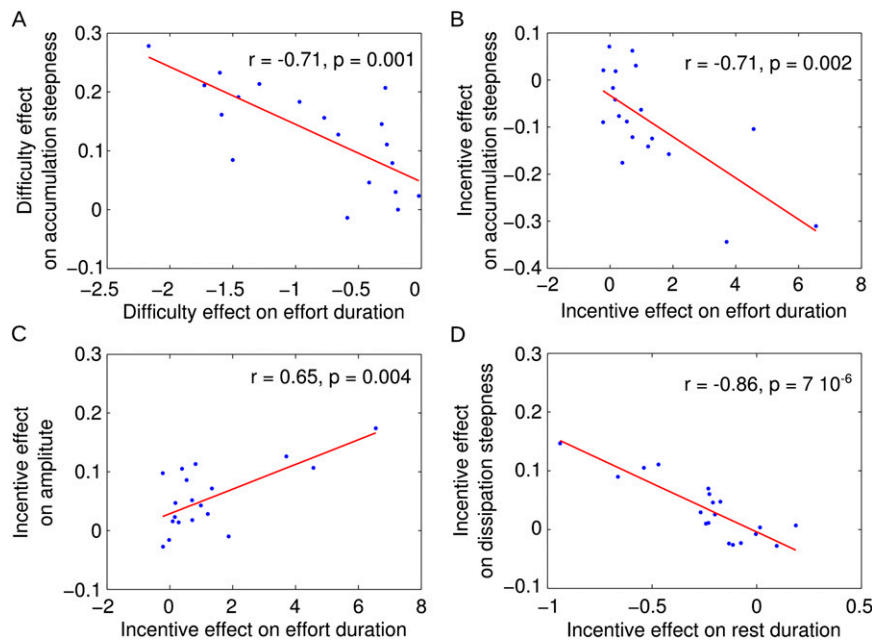 A
0.3
0.2
0.1
0
−0.1
−2.5
−2
−1.5
−1
−0.5
0
r = -0.71, p = 0.001
Difficulty effect
on accumulation steepness
Difficulty effect on effort duration
B
0.1
0
−0.1
−0.2
−0.3
−0.4
−2
0
2
4
6
8
r = -0.71, p = 0.002
Incentive effect
on accumulation steepness
Incentive effect on effort duration
C
0.3
0.2
0.1
0
−0.1
−2
0
2
4
6
8
r = 0.65, p = 0.004
Incentive effect
on amplitude
Incentive effect on effort duration
D
0.3
0.2
0.1
0
−0.1
−1
−0.5
0
0.5
r = -0.86, p = 7 10⁻⁶
Incentive effect
on dissipation steepness
Incentive effect on rest duration